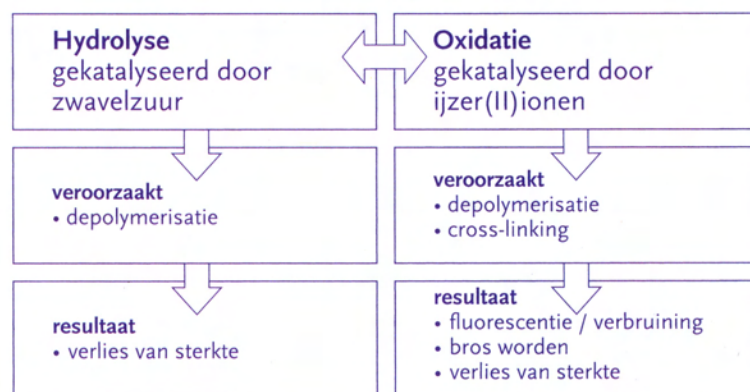 Hydrolyse
gekatalyseerd door
zwavelzuur
Oxidatie
gekatalyseerd door
ijzer(II)ionen
veroorzaakt
• depolymerisatie
veroorzaakt
• depolymerisatie
• cross-linking
resultaat
• verlies van sterkte
resultaat
• fluorescentie / verbruining
• bros worden
• verlies van sterkte